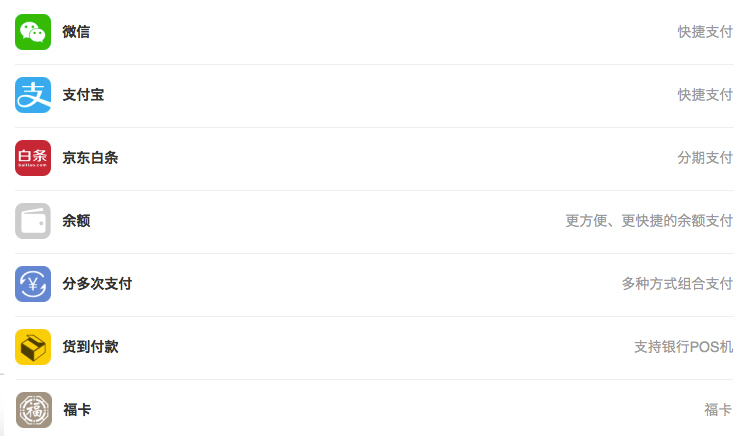 微信 快捷支付
支付宝 快捷支付
白条
baitiao.com
京东白条 分期支付
余额 更方便、更快捷的余额支付
分多次支付 多种方式组合支付
货到付款 支持银行POS机
福
福卡 福卡